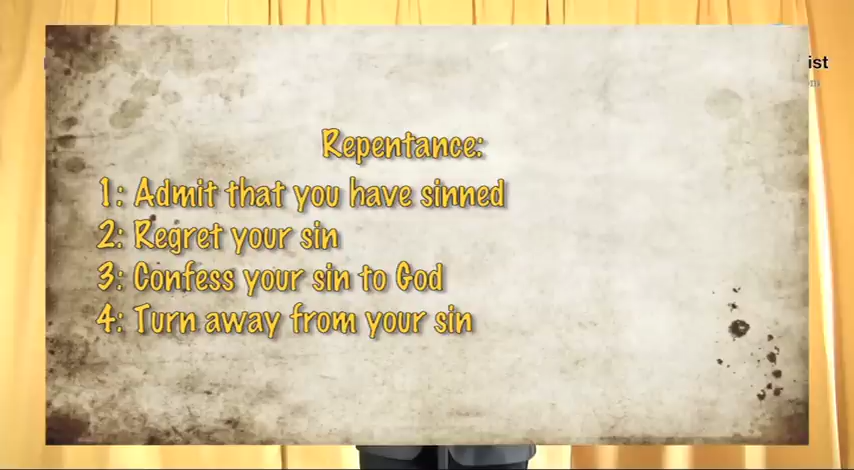 ist
Repentance:
1: Admit that you have sinned
2: Regret your sin
3: Confess your sin to God
4: Turn away from your sin